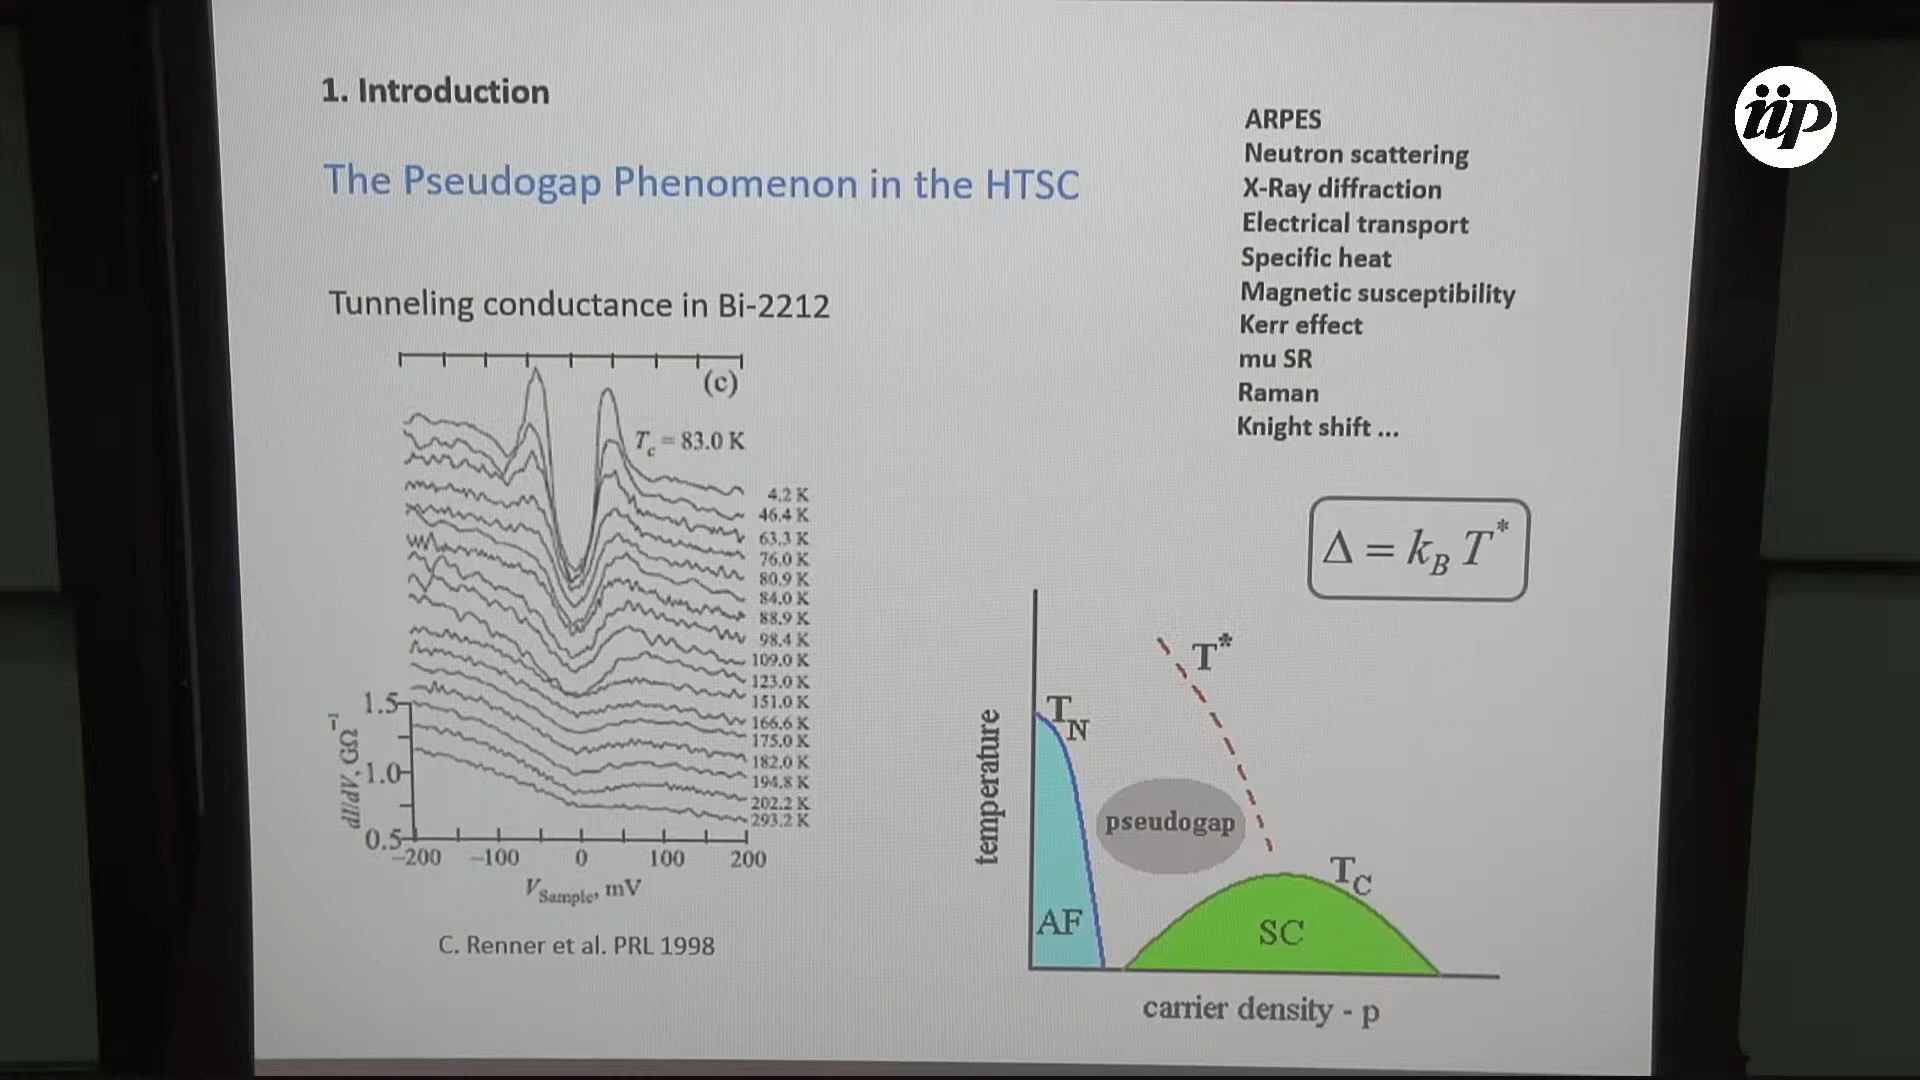 1. Introduction
The Pseudogap Phenomenon in the HTSC
Tunneling conductance in Bi-2212
(c)
T_c = 83.0 K
4.2 K
46.4 K
63.3 K
76.0 K
80.9 K
84.0 K
88.9 K
98.4 K
109.0 K
123.0 K
151.0 K
166.6 K
175.0 K
182.0 K
194.8 K
202.2 K
293.2 K
1.5
1.0
0.5
dI/dV, GΩ⁻¹
−200 −100 0 100 200
V_Sample, mV
C. Renner et al. PRL 1998
ARPES
Neutron scattering
X-Ray diffraction
Electrical transport
Specific heat
Magnetic susceptibility
Kerr effect
mu SR
Raman
Knight shift ...
Δ = k_B T*
T*
T_N
temperature
pseudogap
T_C
AF
SC
carrier density - p
iip